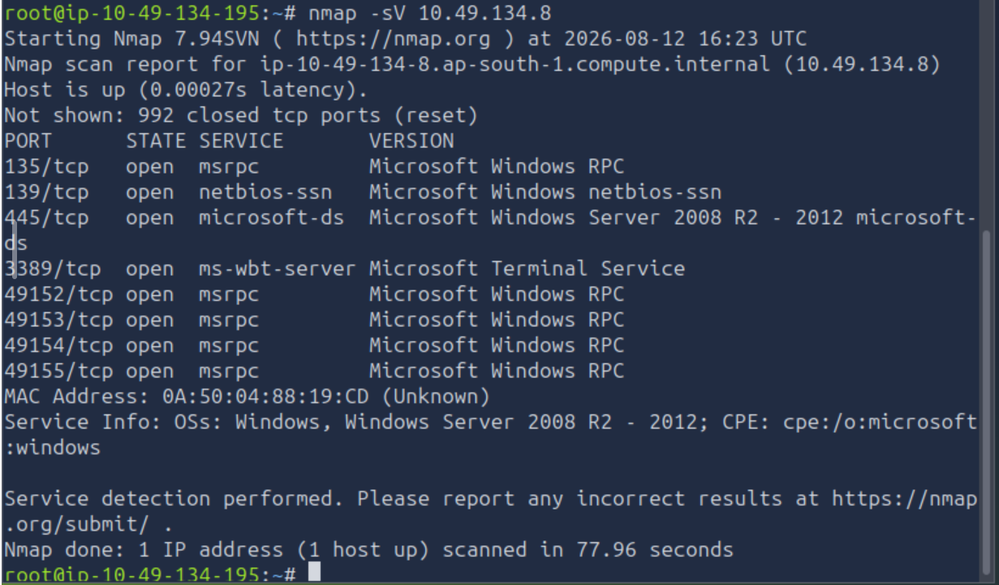 root@ip-10-49-134-195:~# nmap -sV 10.49.134.8
Starting Nmap 7.94SVN ( https://nmap.org ) at 2026-08-12 16:23 UTC
Nmap scan report for ip-10-49-134-8.ap-south-1.compute.internal (10.49.134.8)
Host is up (0.00027s latency).
Not shown: 992 closed tcp ports (reset)
PORT      STATE SERVICE       VERSION
135/tcp   open  msrpc         Microsoft Windows RPC
139/tcp   open  netbios-ssn   Microsoft Windows netbios-ssn
445/tcp   open  microsoft-ds  Microsoft Windows Server 2008 R2 - 2012 microsoft-
ds
3389/tcp  open  ms-wbt-server Microsoft Terminal Service
49152/tcp open  msrpc         Microsoft Windows RPC
49153/tcp open  msrpc         Microsoft Windows RPC
49154/tcp open  msrpc         Microsoft Windows RPC
49155/tcp open  msrpc         Microsoft Windows RPC
MAC Address: 0A:50:04:88:19:CD (Unknown)
Service Info: OSs: Windows, Windows Server 2008 R2 - 2012; CPE: cpe:/o:microsoft
:windows

Service detection performed. Please report any incorrect results at https://nmap
.org/submit/ .
Nmap done: 1 IP address (1 host up) scanned in 77.96 seconds
root@ip-10-49-134-195:~#